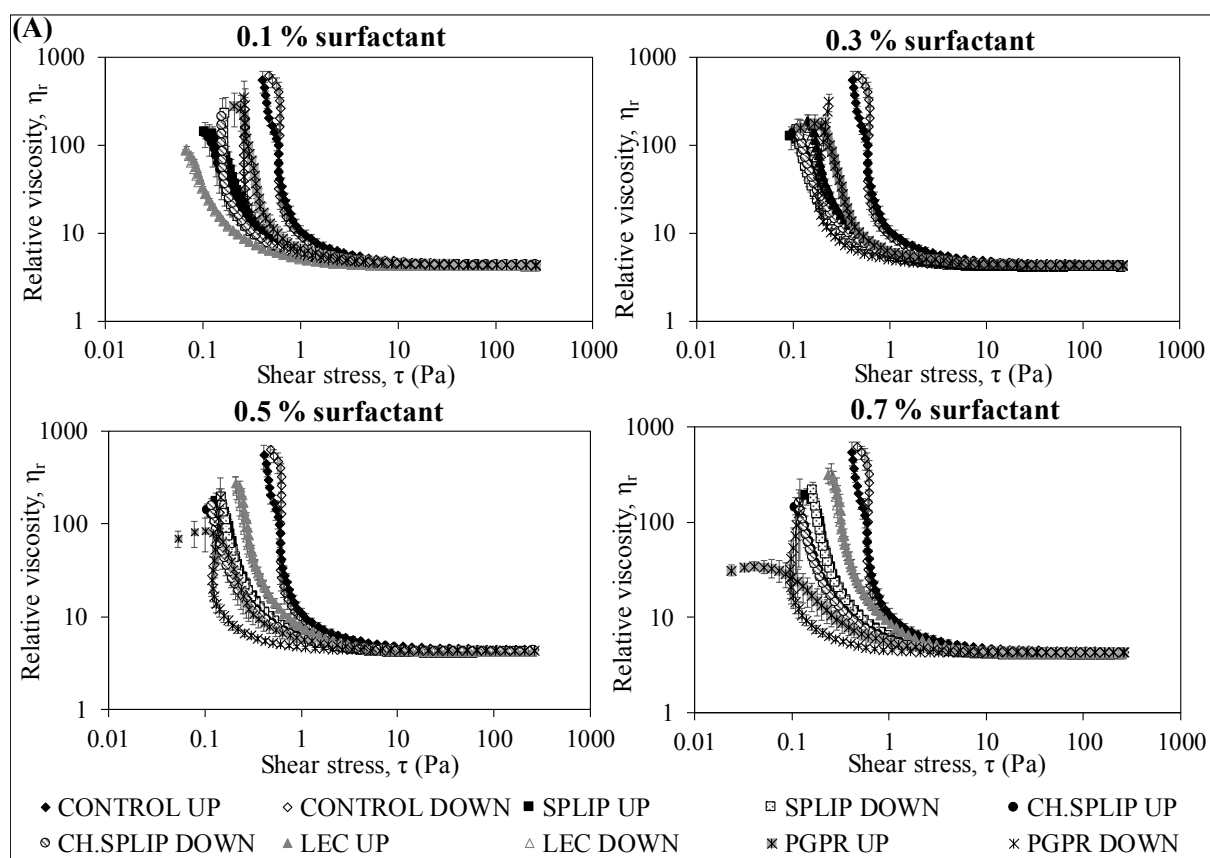 (A)
0.1 % surfactant
Relative viscosity, ηr
1000
100
10
1
0.01 0.1 1 10 100 1000
Shear stress, τ (Pa)
0.3 % surfactant
Relative viscosity, ηr
1000
100
10
1
0.01 0.1 1 10 100 1000
Shear stress, τ (Pa)
0.5 % surfactant
Relative viscosity, ηr
1000
100
10
1
0.01 0.1 1 10 100 1000
Shear stress, τ (Pa)
0.7 % surfactant
Relative viscosity, ηr
1000
100
10
1
0.01 0.1 1 10 100 1000
Shear stress, τ (Pa)
CONTROL UP CONTROL DOWN SPLIP UP SPLIP DOWN CH.SPLIP UP
CH.SPLIP DOWN LEC UP LEC DOWN PGPR UP PGPR DOWN